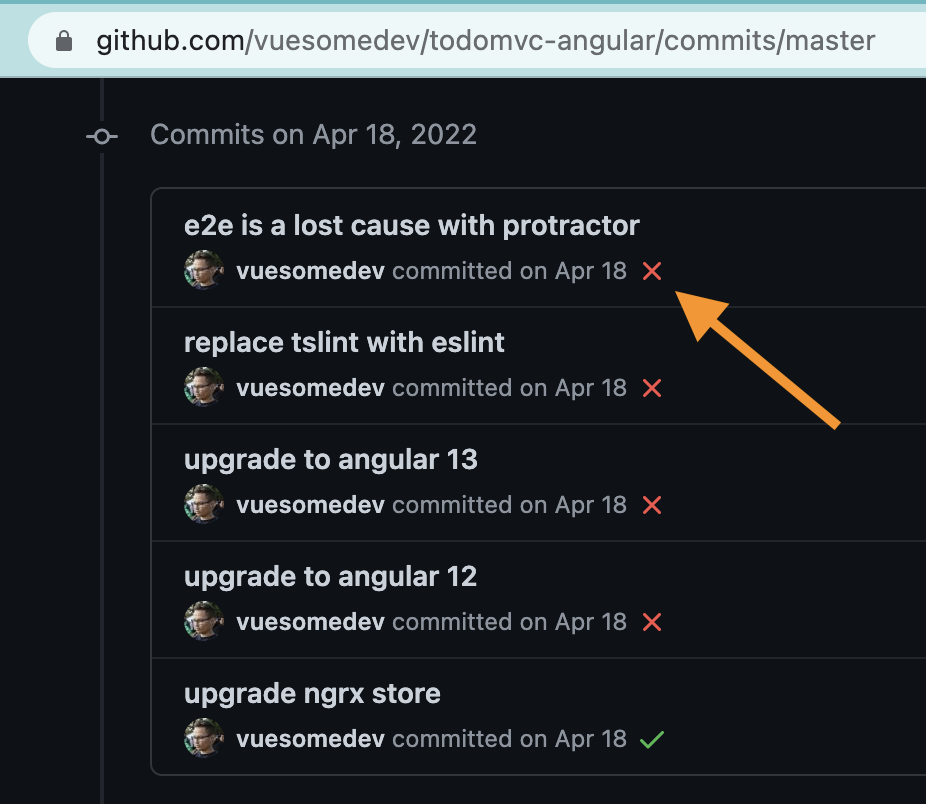 github.com/vuesomedev/todomvc-angular/commits/master
Commits on Apr 18, 2022
e2e is a lost cause with protractor
vuesomedev committed on Apr 18
replace tslint with eslint
vuesomedev committed on Apr 18
upgrade to angular 13
vuesomedev committed on Apr 18
upgrade to angular 12
vuesomedev committed on Apr 18
upgrade ngrx store
vuesomedev committed on Apr 18